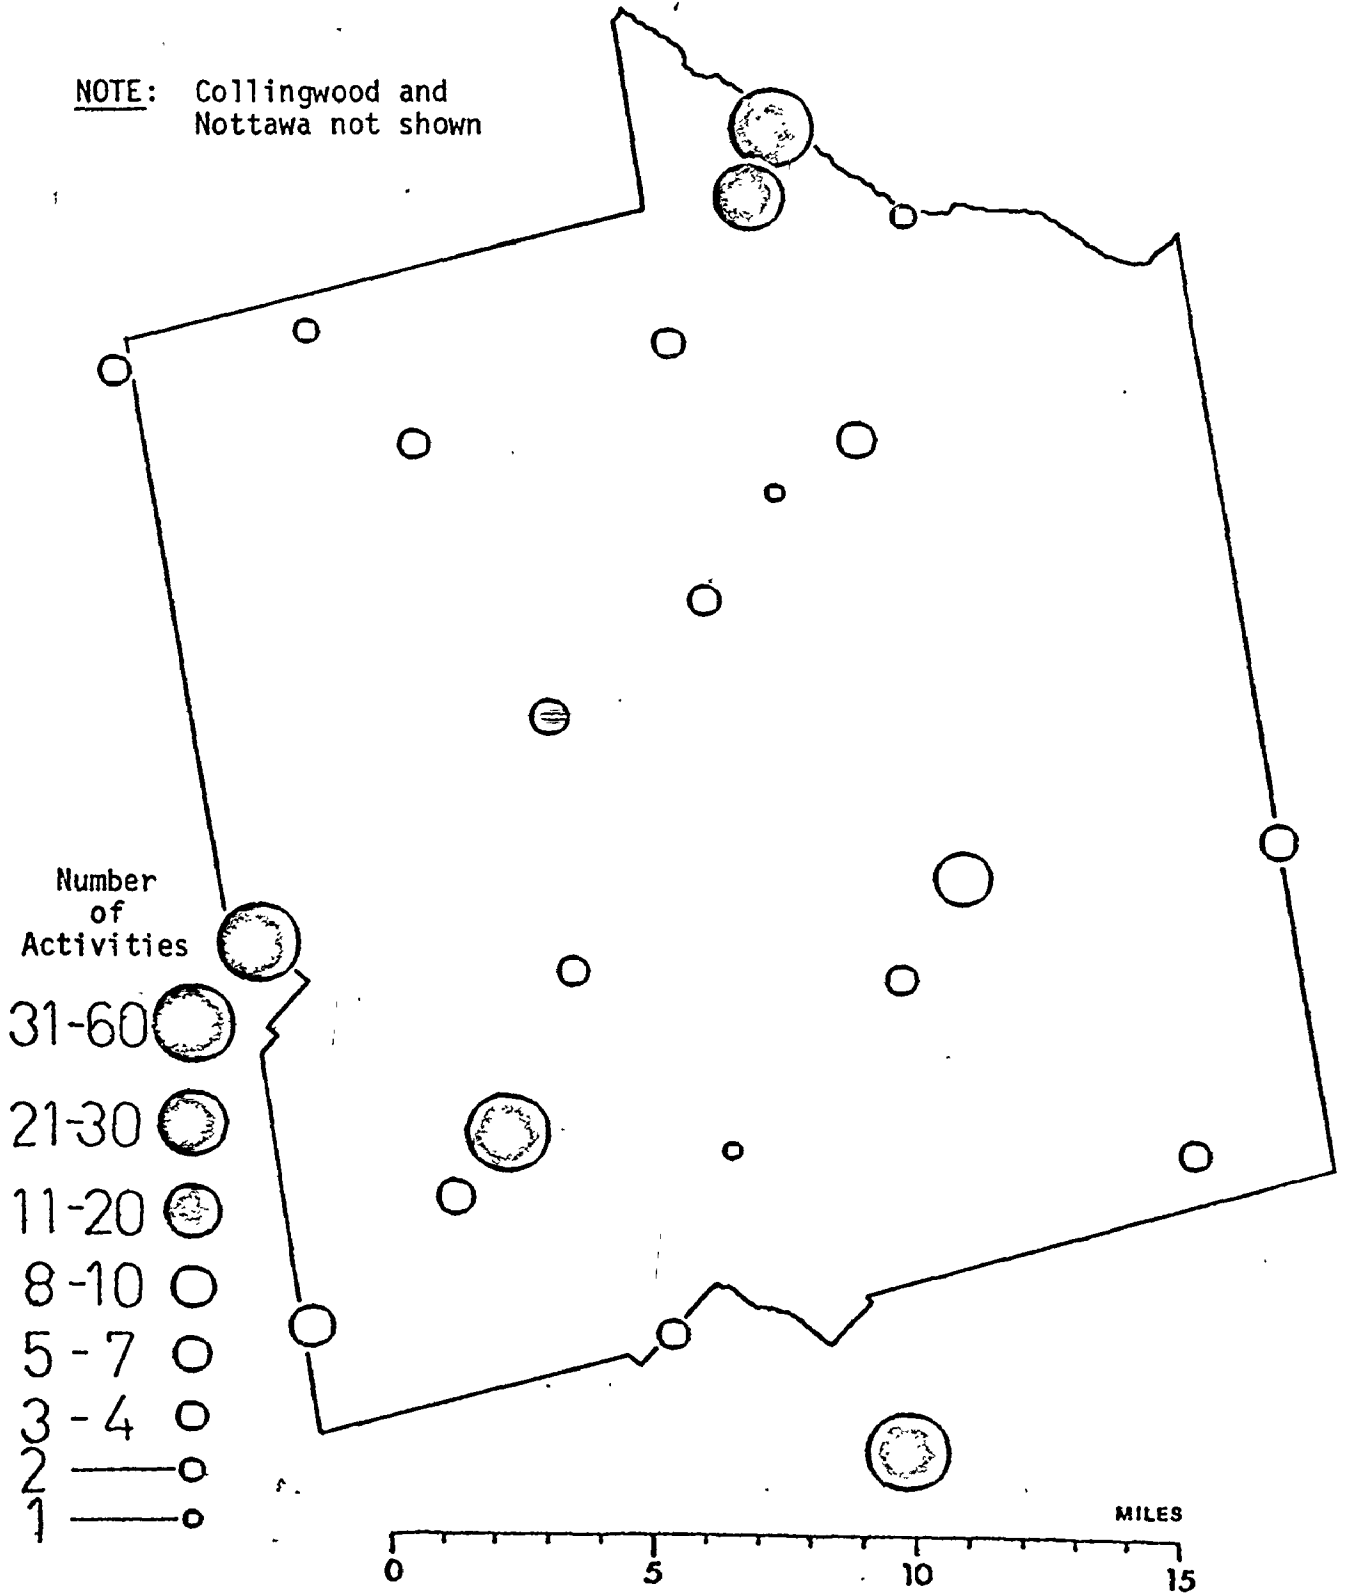 NOTE: Collingwood and
Nottawa not shown
Number
of
Activities
31-60
21-30
11-20
8-10
5-7
3-4
2
1
MILES
0 5 10 15